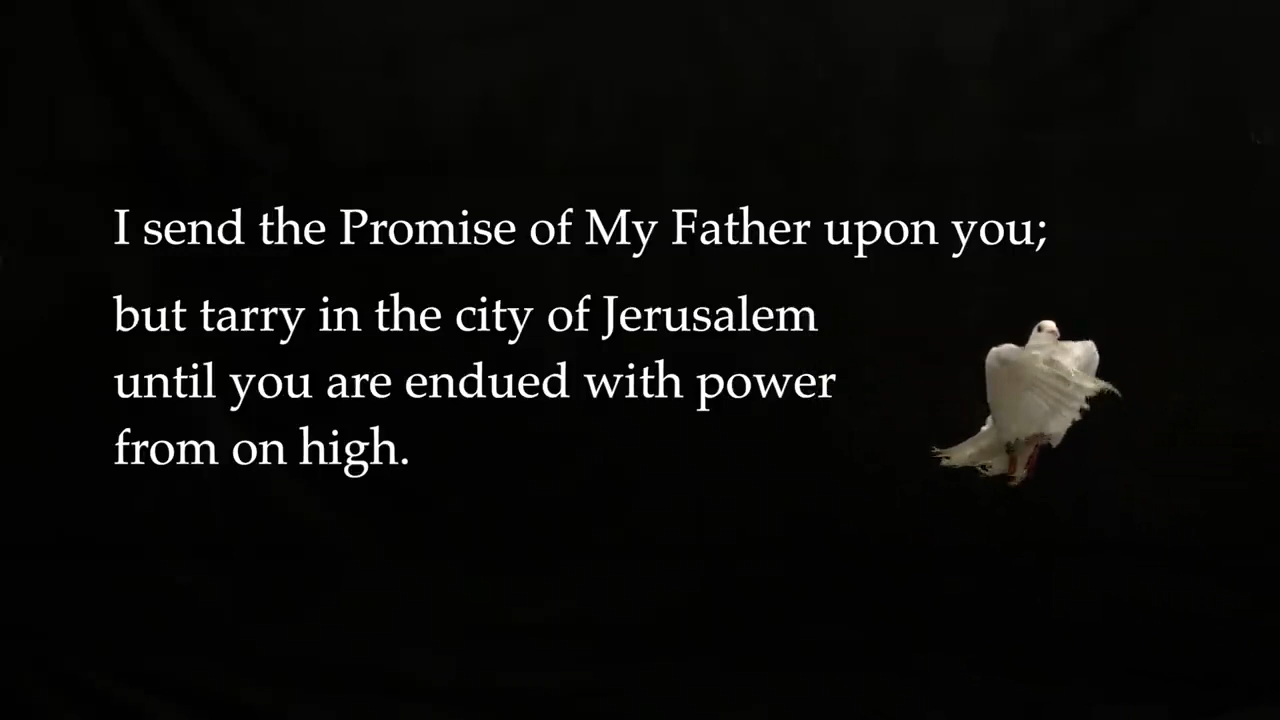 I send the Promise of My Father upon you;
but tarry in the city of Jerusalem
until you are endued with power
from on high.